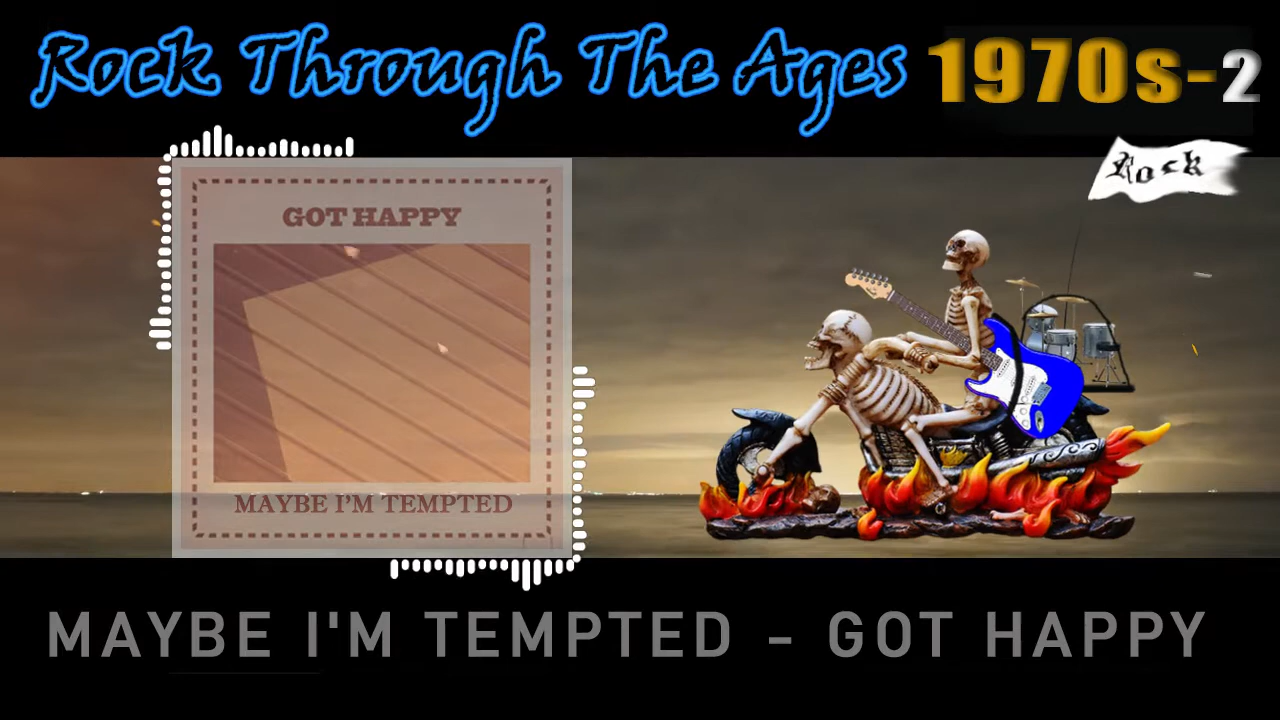 Rock Through The Ages 1970s-2
Rock
GOT HAPPY
MAYBE I'M TEMPTED
MAYBE I'M TEMPTED - GOT HAPPY